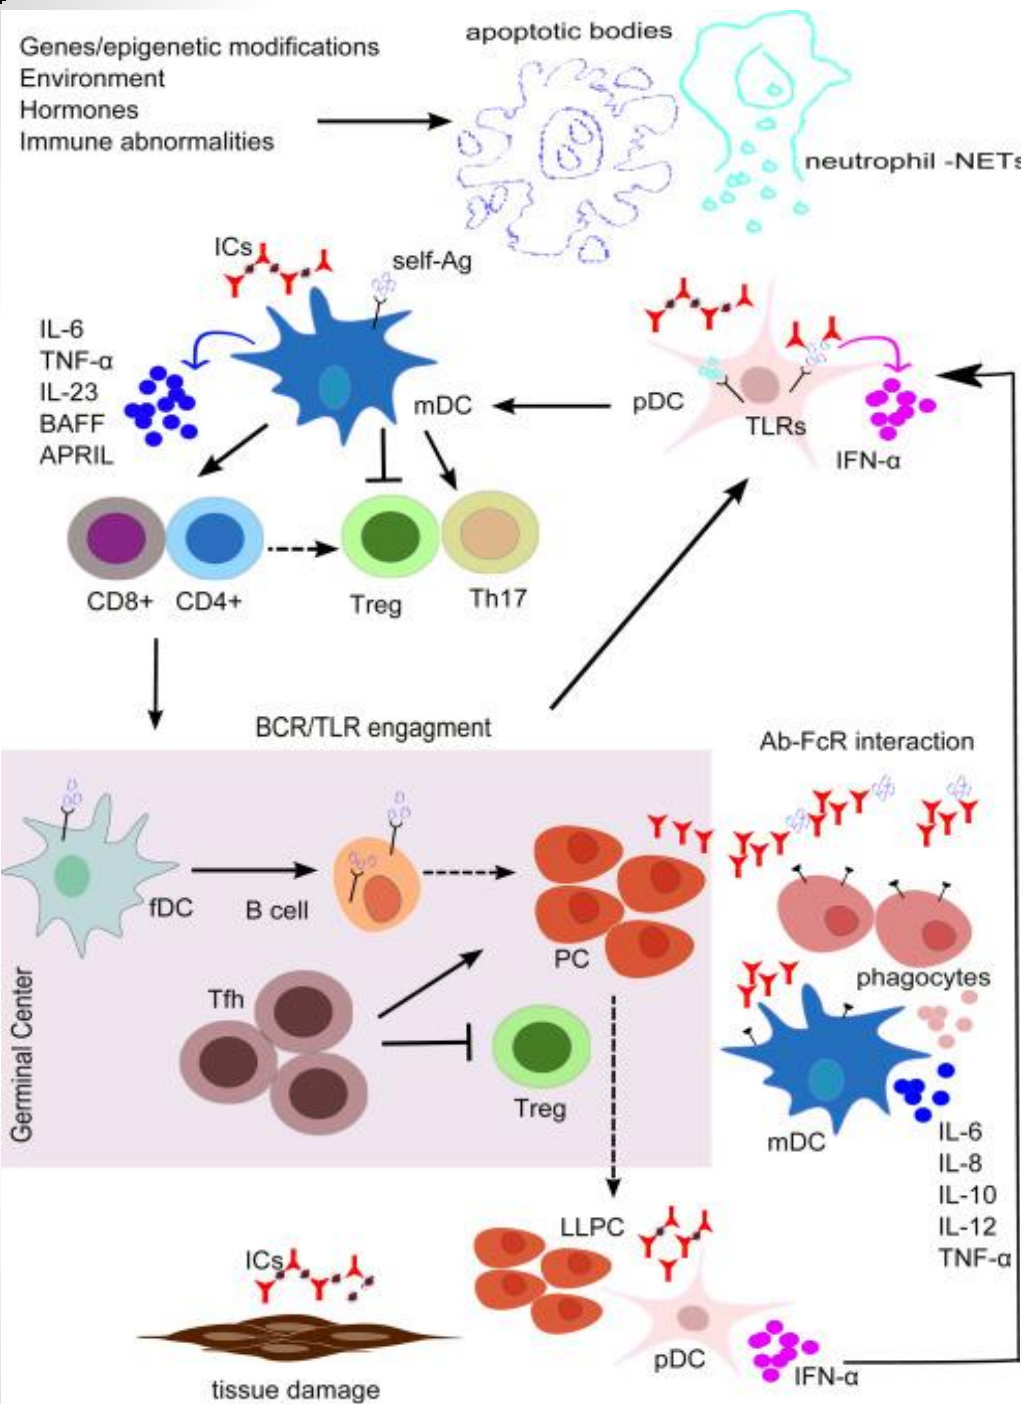 Genes/epigenetic modifications
Environment
Hormones
Immune abnormalities
apoptotic bodies
neutrophil -NETs
ICs
self-Ag
IL-6
TNF-α
IL-23
BAFF
APRIL
mDC
pDC
TLRs
IFN-α
CD8+
CD4+
Treg
Th17
BCR/TLR engagment
Ab-FcR interaction
fDC
B cell
PC
phagocytes
Tfh
Treg
Germinal Center
mDC
IL-6
IL-8
IL-10
IL-12
TNF-α
LLPC
ICs
pDC
IFN-α
tissue damage